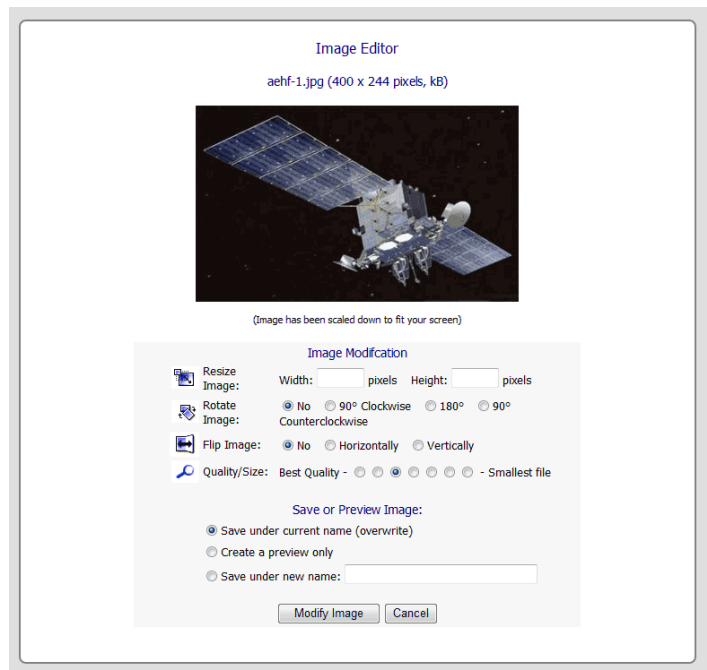 Image Editor
aehf-1.jpg (400 x 244 pixels, kB)
(Image has been scaled down to fit your screen)
Image Modifcation
Resize Image: Width: pixels Height: pixels
Rotate Image: No 90º Clockwise 180º 90º Counterclockwise
Flip Image: No Horizontally Vertically
Quality/Size: Best Quality - - Smallest file
Save or Preview Image:
Save under current name (overwrite)
Create a preview only
Save under new name:
Modify Image Cancel